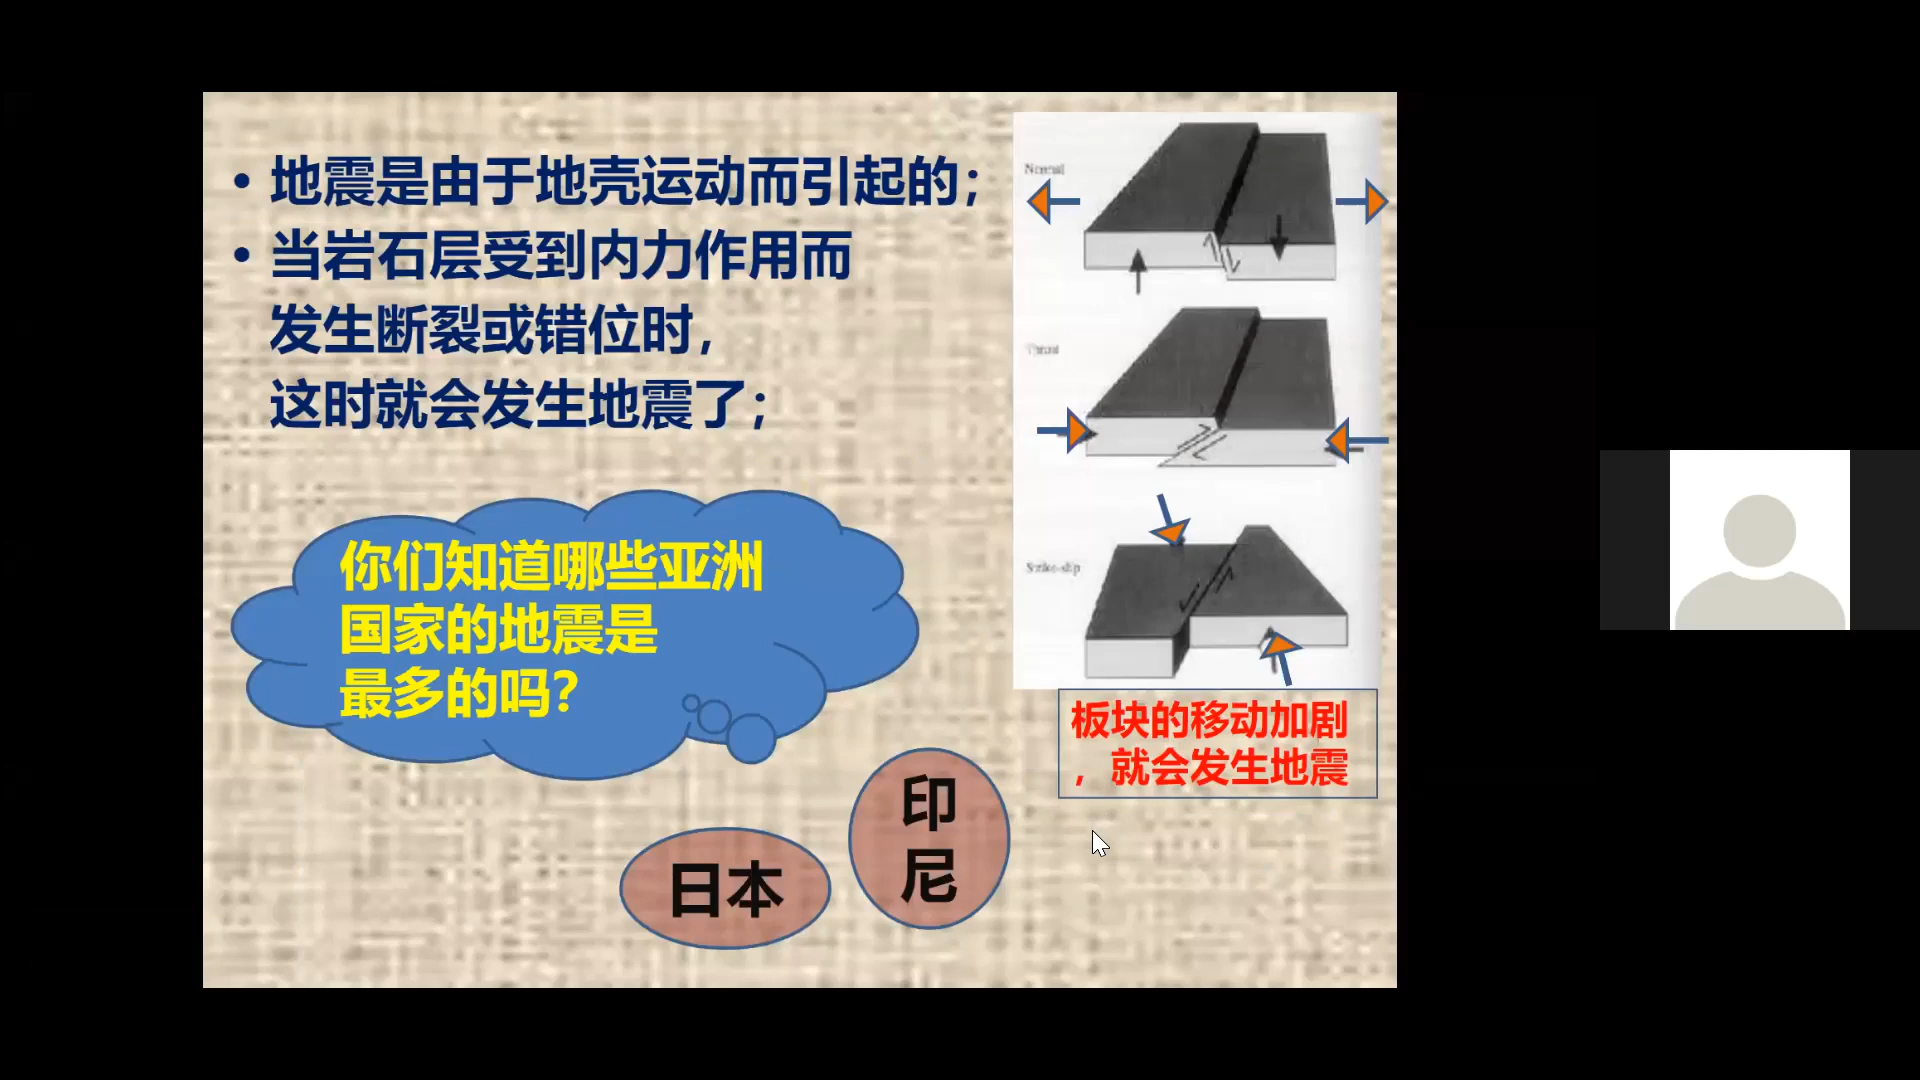 • 地震是由于地壳运动而引起的；
• 当岩石层受到内力作用而
发生断裂或错位时，
这时就会发生地震了；
你们知道哪些亚洲
国家的地震是
最多的吗？
日本
印
尼
Normal
Thrust
Strike-slip
板块的移动加剧
，就会发生地震